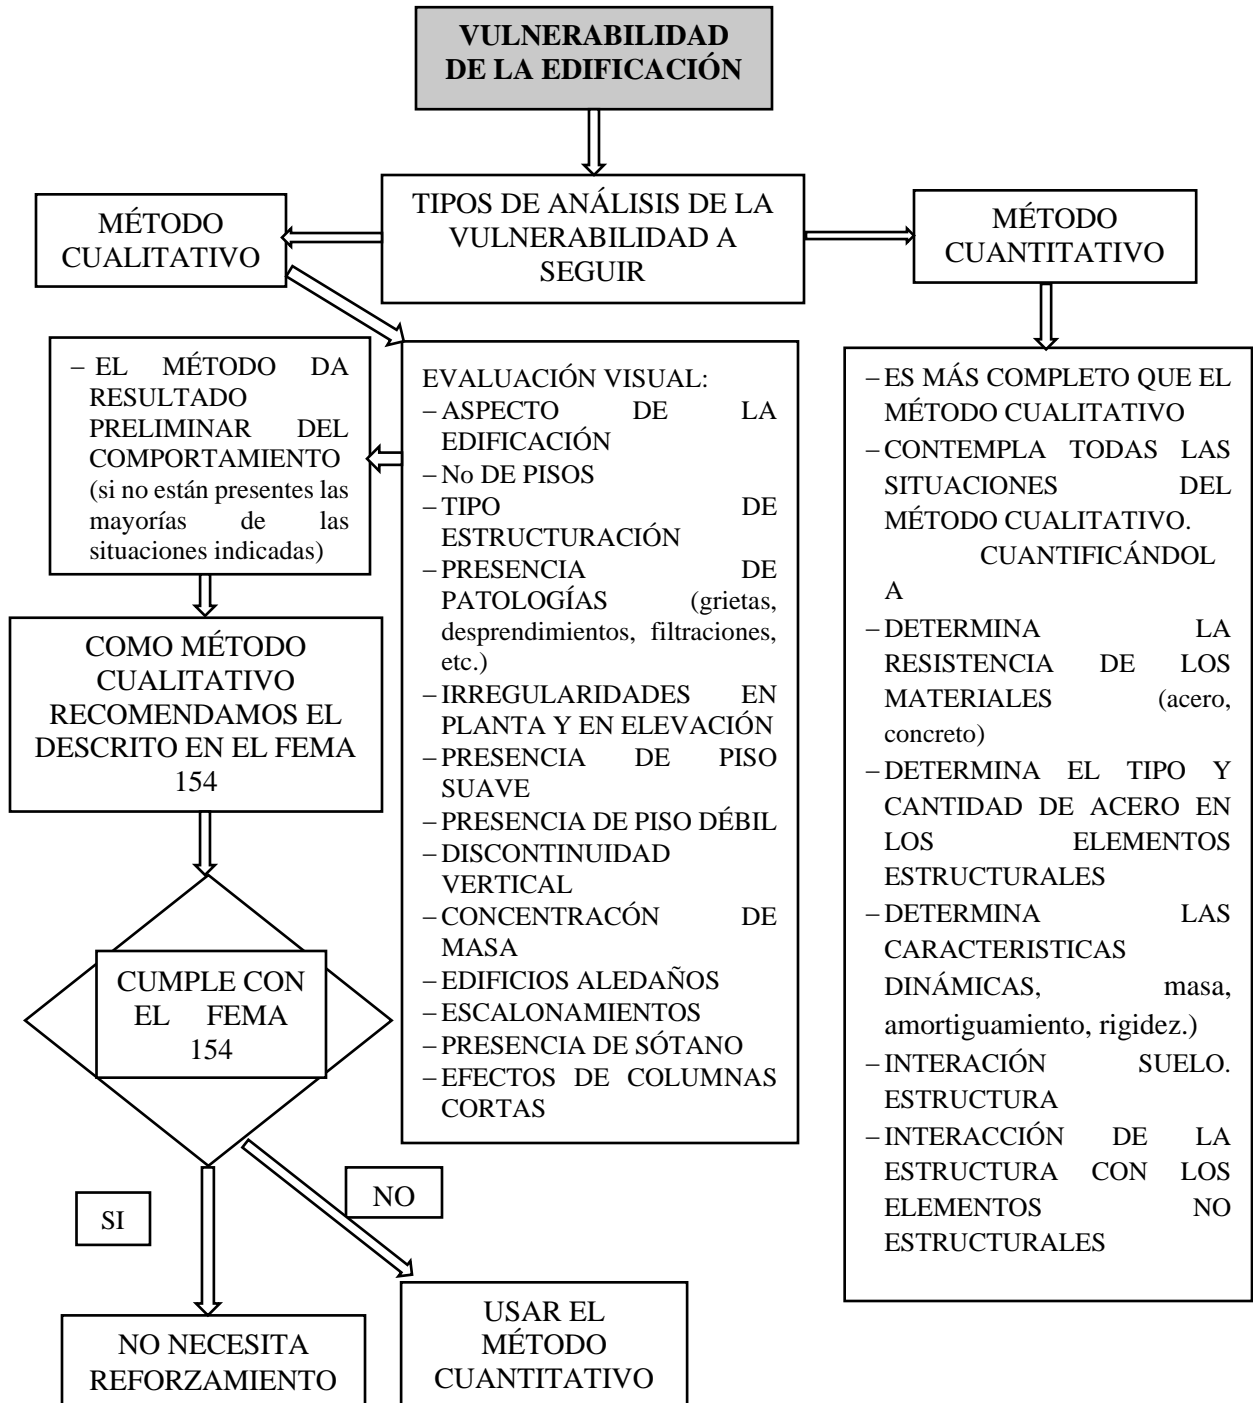 VULNERABILIDAD
DE LA EDIFICACIÓN
TIPOS DE ANÁLISIS DE LA
VULNERABILIDAD A
SEGUIR
MÉTODO
CUALITATIVO
MÉTODO
CUANTITATIVO
– EL MÉTODO DA
RESULTADO
PRELIMINAR DEL
COMPORTAMIENTO
(si no están presentes las
mayorías de las
situaciones indicadas)
EVALUACIÓN VISUAL:
– ASPECTO DE LA
EDIFICACIÓN
– No DE PISOS
– TIPO DE
ESTRUCTURACIÓN
– PRESENCIA DE
PATOLOGÍAS (grietas,
desprendimientos, filtraciones,
etc.)
– IRREGULARIDADES EN
PLANTA Y EN ELEVACIÓN
– PRESENCIA DE PISO
SUAVE
– PRESENCIA DE PISO DÉBIL
– DISCONTINUIDAD
VERTICAL
– CONCENTRACÓN DE
MASA
– EDIFICIOS ALEDAÑOS
– ESCALONAMIENTOS
– PRESENCIA DE SÓTANO
– EFECTOS DE COLUMNAS
CORTAS
– ES MÁS COMPLETO QUE EL
MÉTODO CUALITATIVO
– CONTEMPLA TODAS LAS
SITUACIONES DEL
MÉTODO CUALITATIVO.
CUANTIFICÁNDOL
A
– DETERMINA LA
RESISTENCIA DE LOS
MATERIALES (acero,
concreto)
– DETERMINA EL TIPO Y
CANTIDAD DE ACERO EN
LOS ELEMENTOS
ESTRUCTURALES
– DETERMINA LAS
CARACTERISTICAS
DINÁMICAS, masa,
amortiguamiento, rigidez.)
– INTERACIÓN SUELO.
ESTRUCTURA
– INTERACCIÓN DE LA
ESTRUCTURA CON LOS
ELEMENTOS NO
ESTRUCTURALES
COMO MÉTODO
CUALITATIVO
RECOMENDAMOS EL
DESCRITO EN EL FEMA
154
CUMPLE CON
EL FEMA
154
SI
NO
NO NECESITA
REFORZAMIENTO
USAR EL
MÉTODO
CUANTITATIVO